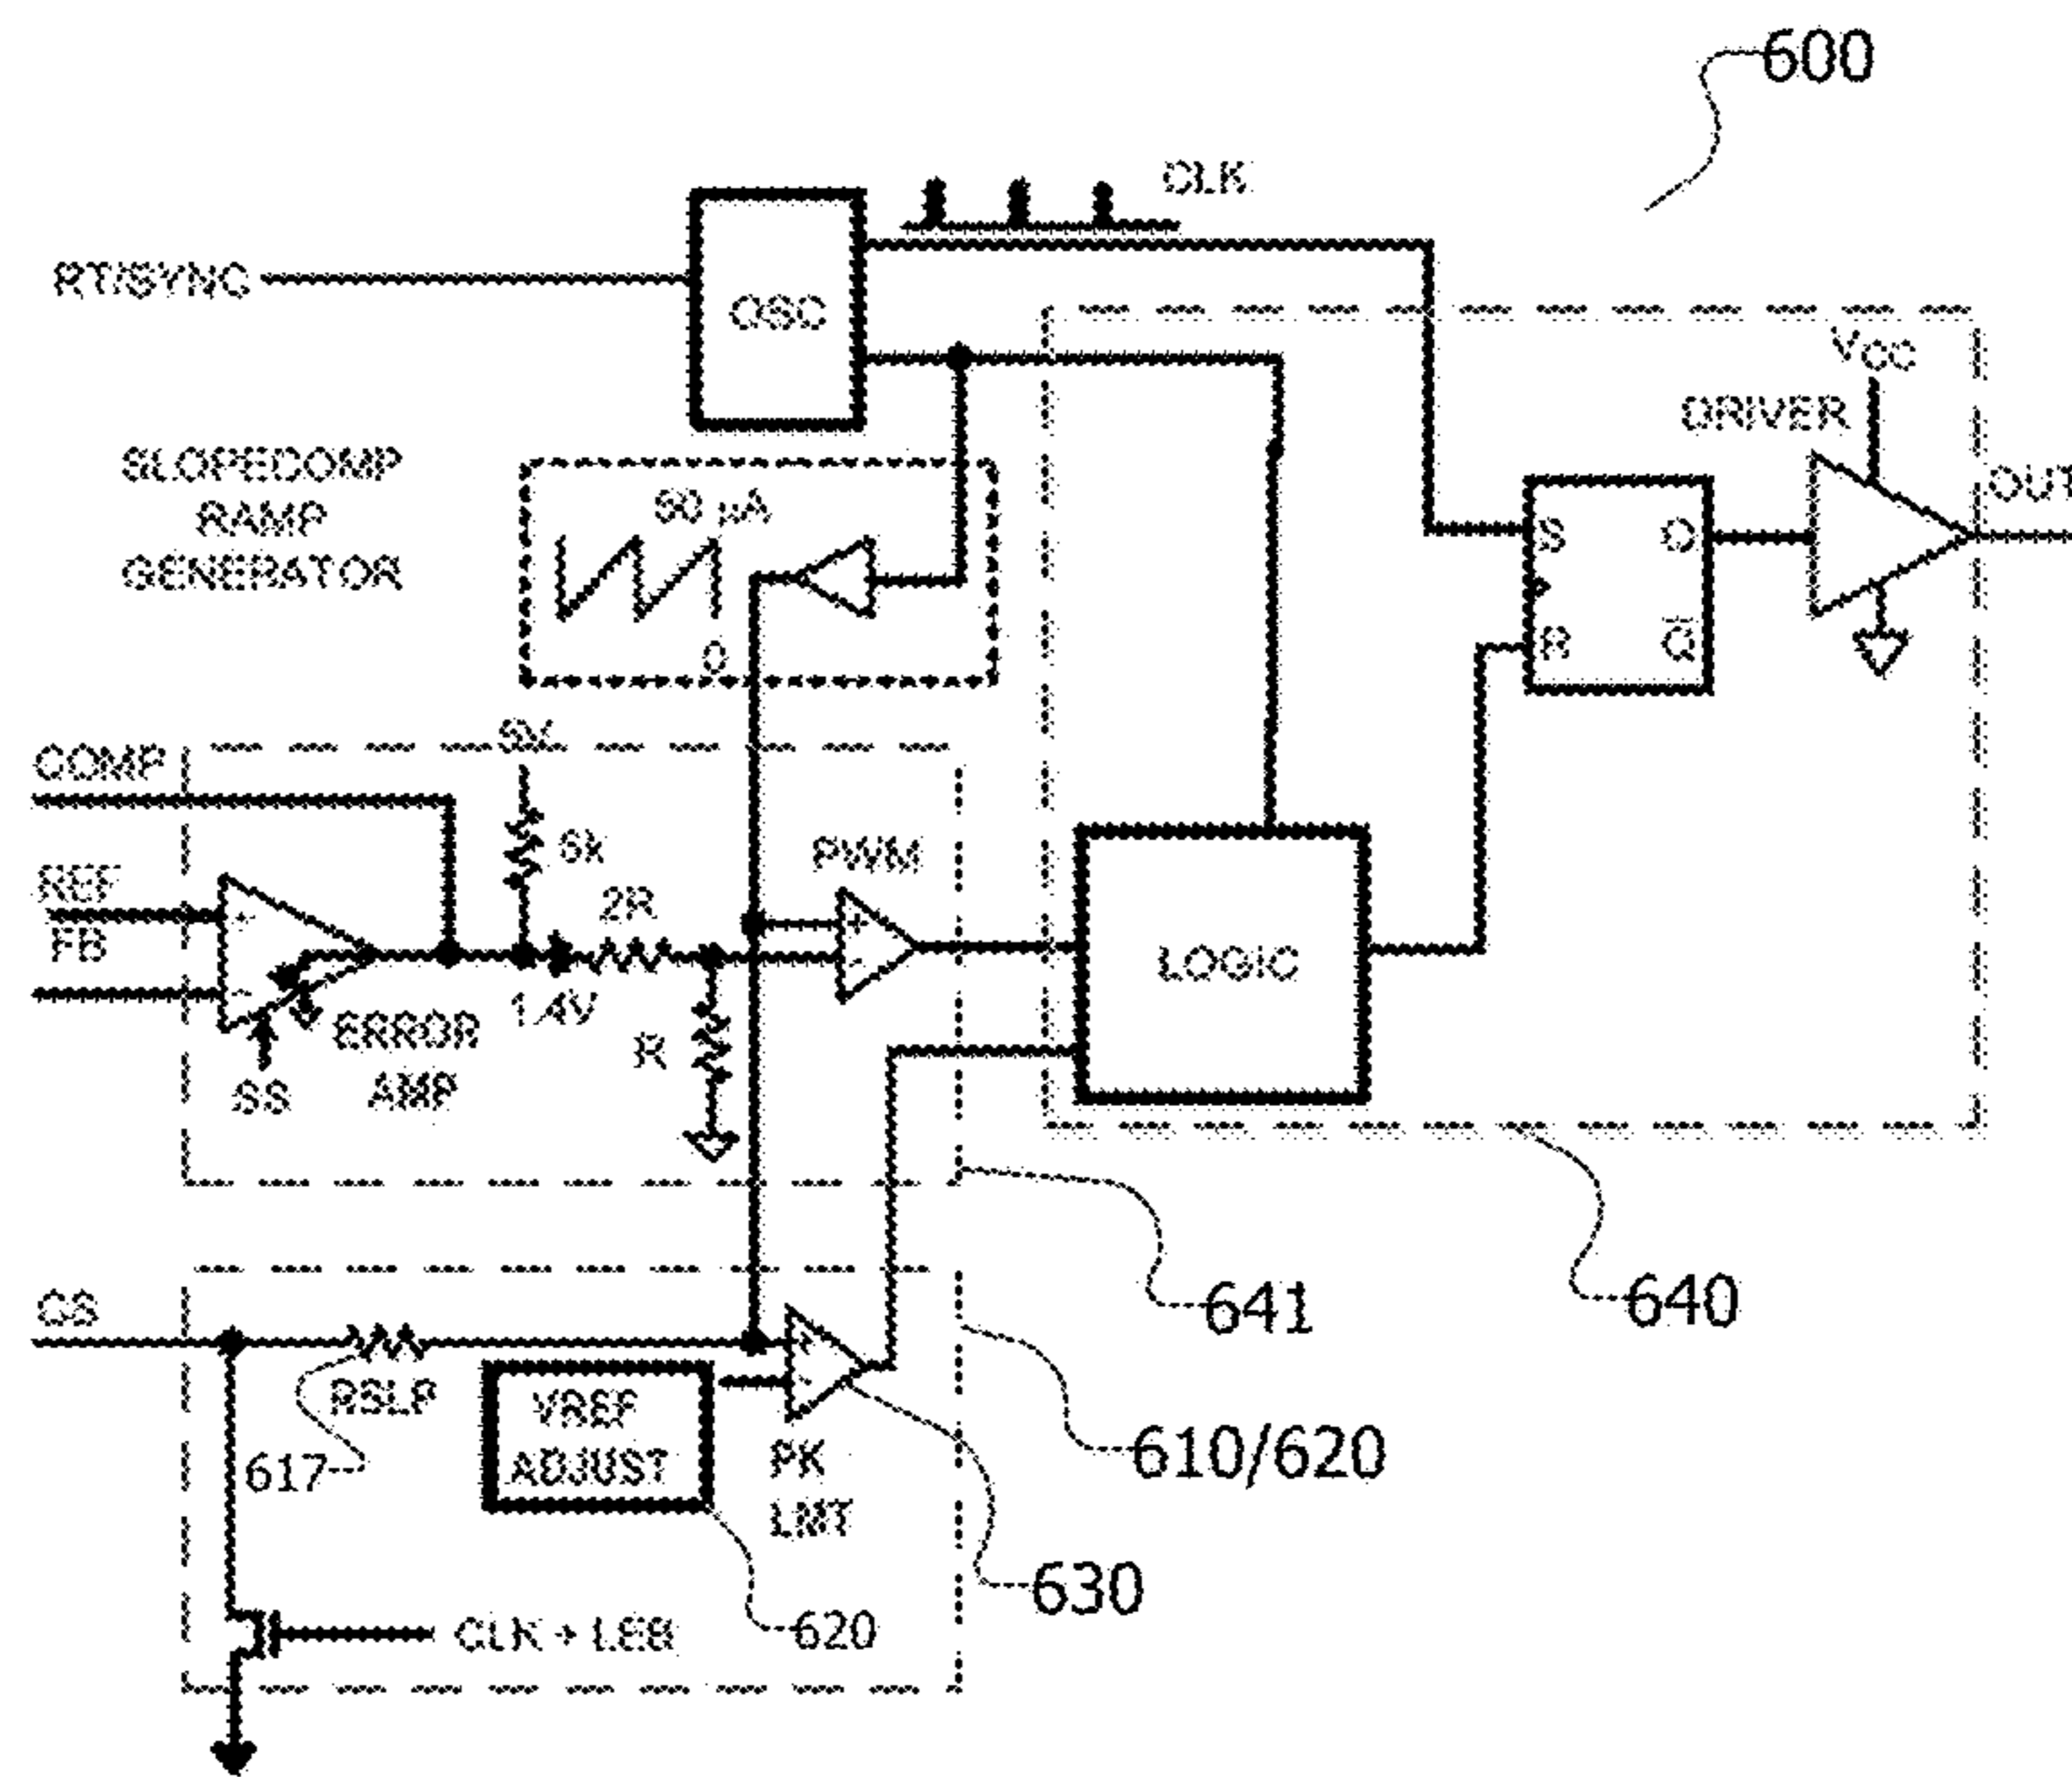 600
CLK
RT/SYNC
OSC
VCC
DRIVER
OUT
SLOPECOMP
RAMP
GENERATOR
S
Q
R
Q̅
0
COMP
5V
5k
PWM
REF
+
2R
+
FB
-
-
LOGIC
1.4V
ERROR
AMP
R
SS
641
640
CS
+
RSLP
VREF
ADJUST
-
617
PK
LMT
610/620
630
620
CLK + LEB